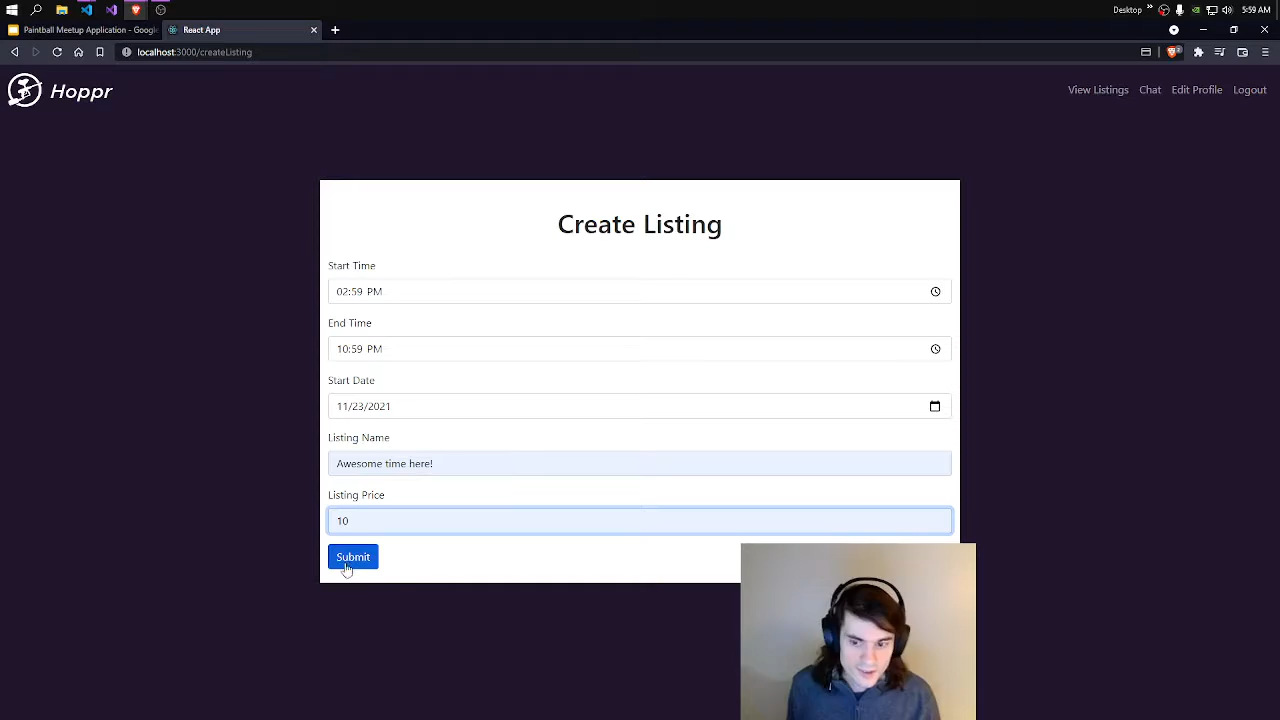 Desktop
5:59 AM
Paintball Meetup Application - Google
React App
localhost:3000/createListing
Hoppr
View Listings
Chat
Edit Profile
Logout
Create Listing
Start Time
02:59 PM
End Time
10:59 PM
Start Date
11/23/2021
Listing Name
Awesome time here!
Listing Price
10
Submit